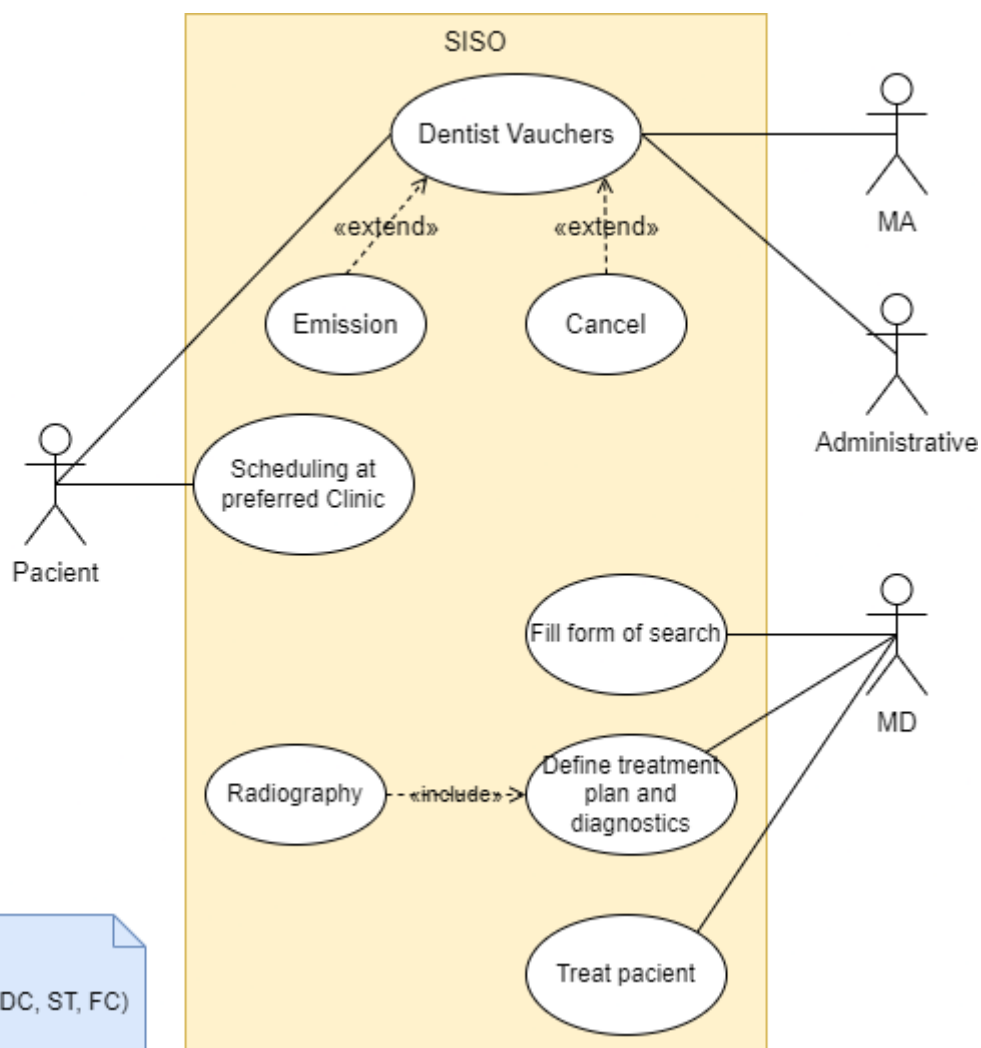 SISO
Dentist Vauchers
MA
«extend»
«extend»
Emission
Cancel
Administrative
Scheduling at
preferred Clinic
Pacient
Fill form of search
MD
Radiography
«include»
Define treatment
plan and
diagnostics
Treat pacient
DC, ST, FC)